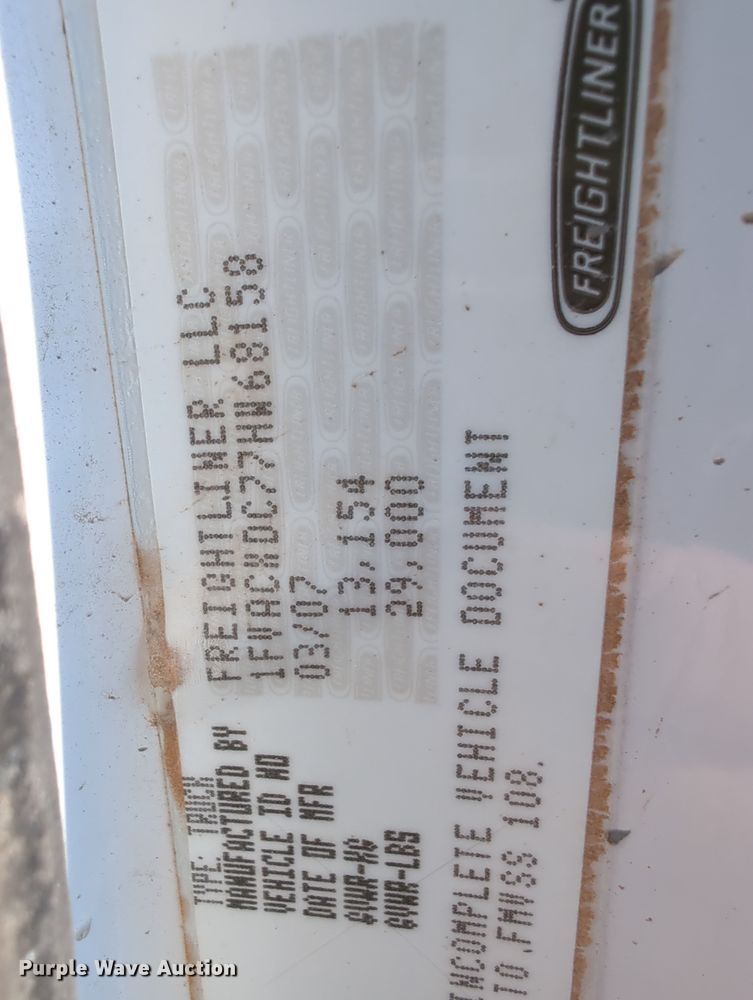 TYPE: TRUCK
MANUFACTURED BY FREIGHTLINER LLC
VEHICLE ID NO 1FVACXDC77HW68158
DATE OF MFR 03/07
GVWR-KG 13,154
GVWR-LBS 29,000
INCOMPLETE VEHICLE DOCUMENT
TO FMVSS 108.
FREIGHTLINER
Purple Wave Auction